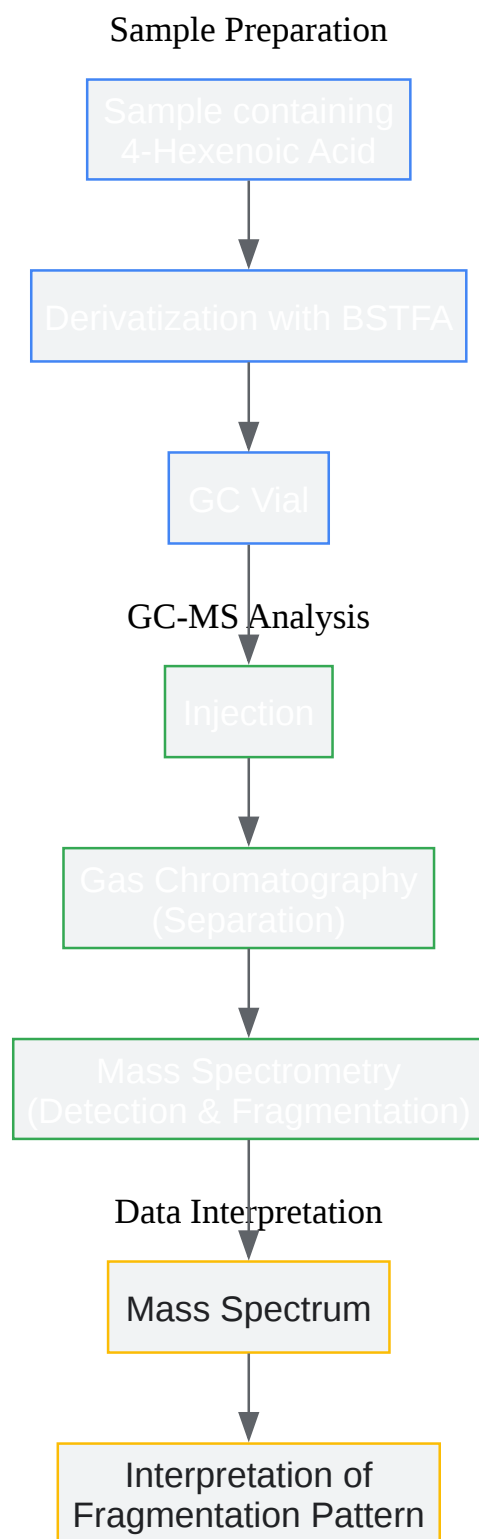 Sample Preparation
Sample containing
4-Hexenoic Acid
Derivatization with BSTFA
GC Vial
GC-MS Analysis
Injection
Gas Chromatography
(Separation)
Mass Spectrometry
(Detection & Fragmentation)
Data Interpretation
Mass Spectrum
Interpretation of
Fragmentation Pattern